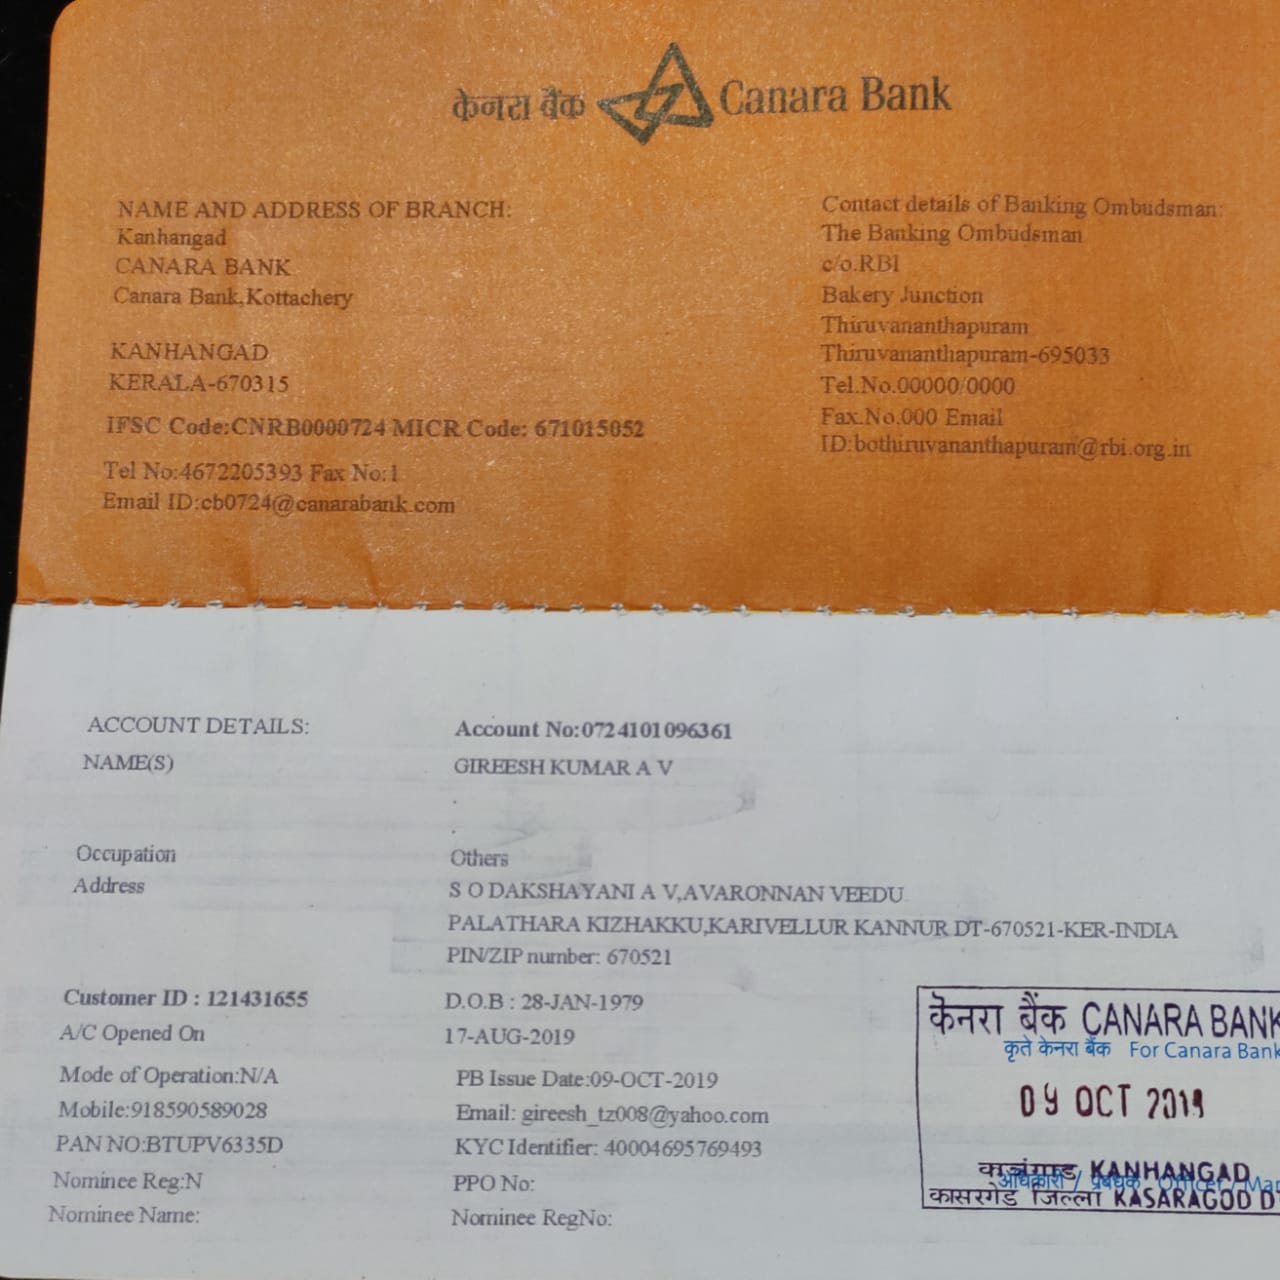 केनरा बैंक Canara Bank
NAME AND ADDRESS OF BRANCH:
Kanhangad
CANARA BANK
Canara Bank,Kottachery
KANHANGAD
KERALA-670315
IFSC Code:CNRB0000724 MICR Code: 671015052
Tel No:4672205393 Fax No:1
Email ID:cb0724@canarabank.com
Contact details of Banking Ombudsman:
The Banking Ombudsman
c/o.RBI
Bakery Junction
Thiruvananthapuram
Thiruvananthapuram-695033
Tel.No.00000/0000
Fax.No.000 Email
ID:bothiruvananthapuram@rbi.org.in
ACCOUNT DETAILS: Account No:0724101096361
NAME(S) GIREESH KUMAR A V
Occupation Others
Address S O DAKSHAYANI A V,AVARONNAN VEEDU
PALATHARA KIZHAKKU,KARIVELLUR KANNUR DT-670521-KER-INDIA
PIN/ZIP number: 670521
Customer ID : 121431655 D.O.B : 28-JAN-1979
A/C Opened On 17-AUG-2019
Mode of Operation:N/A PB Issue Date:09-OCT-2019
Mobile:918590589028 Email: gireesh_tz008@yahoo.com
PAN NO:BTUPV6335D KYC Identifier: 40004695769493
Nominee Reg:N PPO No:
Nominee Name: Nominee RegNo:
केनरा बैंक CANARA BANK
कृते केनरा बैंक For Canara Bank
09 OCT 2019
KANHANGAD
अधिकारी / प्रबंधक Officer / Ma
कासरगोड जिल्ला KASARAGOD D